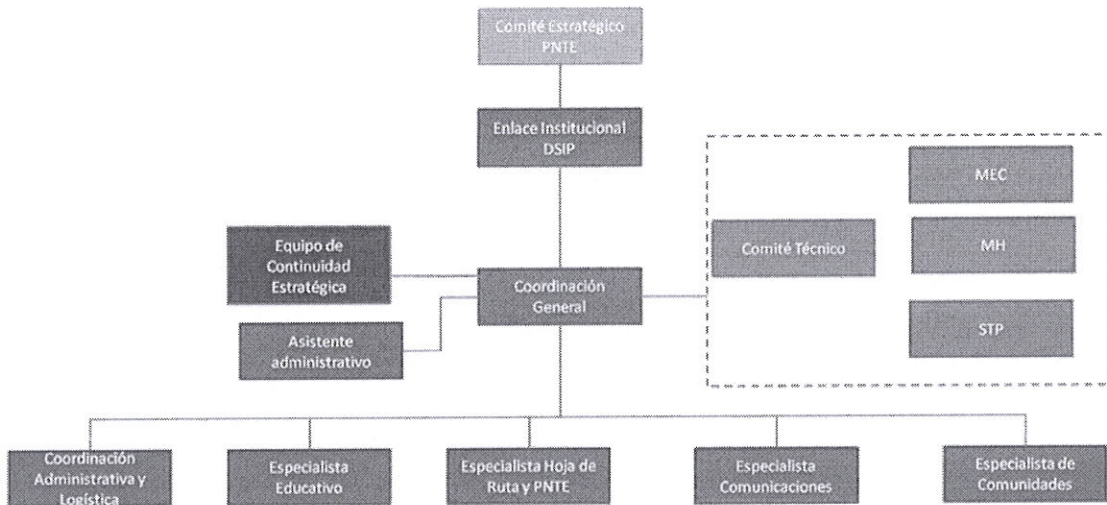 Comité Estratégico
PNTE
Enlace Institucional
DSIP
MEC
Comité Técnico
MH
STP
Equipo de
Continuidad
Estratégica
Coordinación
General
Asistente
administrativo
Coordinación
Administrativa y
Logística
Especialista
Educativo
Especialista Hoja de
Ruta y PNTE
Especialista
Comunicaciones
Especialista de
Comunidades